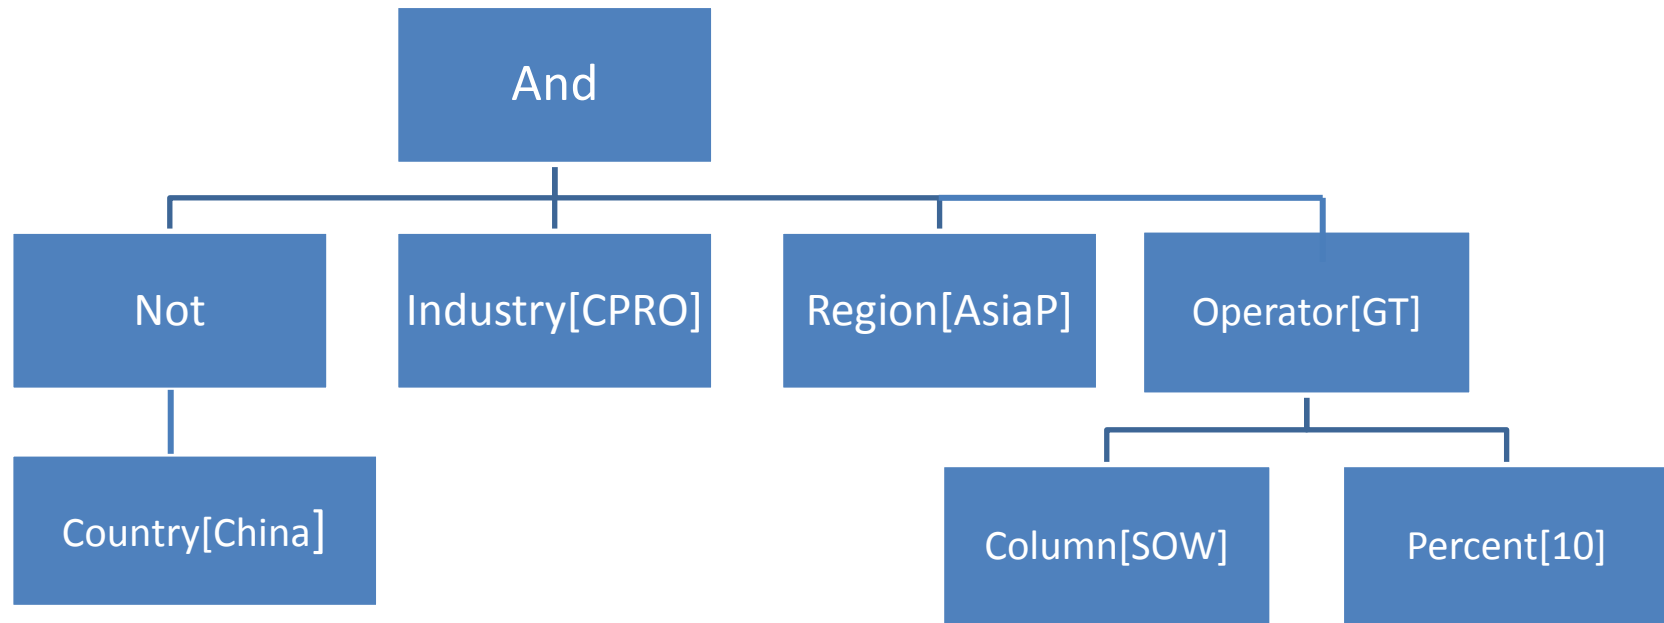 And
Not
Industry[CPRO]
Region[AsiaP]
Operator[GT]
Country[China]
Column[SOW]
Percent[10]